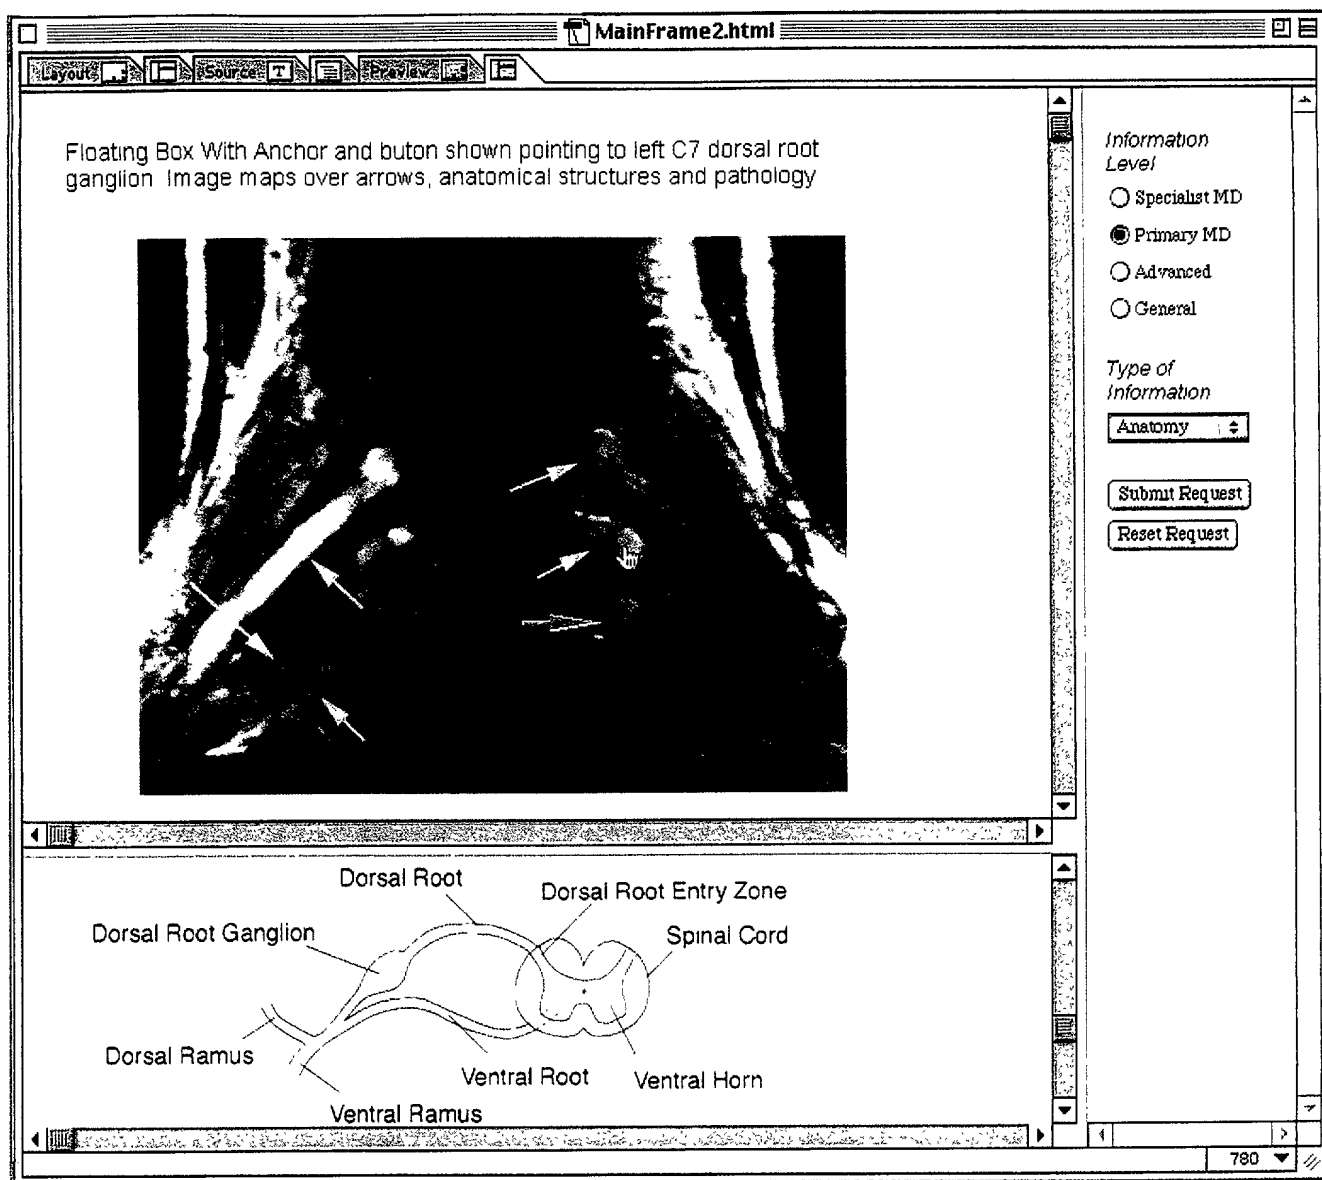 MainFrame2.html
Layout
Source
T
Preview
Floating Box With Anchor and buton shown pointing to left C7 dorsal root
ganglion Image maps over arrows, anatomical structures and pathology
Information
Level
Specialist MD
Primary MD
Advanced
General
Type of
Information
Anatomy
Submit Request
Reset Request
Dorsal Root
Dorsal Root Entry Zone
Dorsal Root Ganglion
Spinal Cord
Dorsal Ramus
Ventral Root
Ventral Horn
Ventral Ramus
780